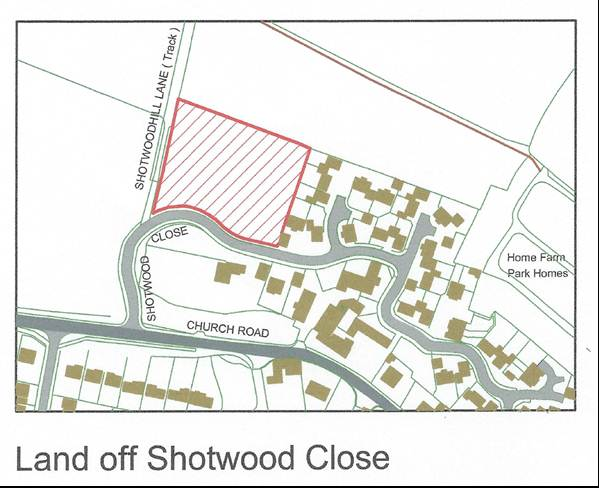 SHOTWOODHILL LANE ( Track )
CLOSE
SHOTWOOD
CHURCH ROAD
Home Farm
Park Homes
Land off Shotwood Close